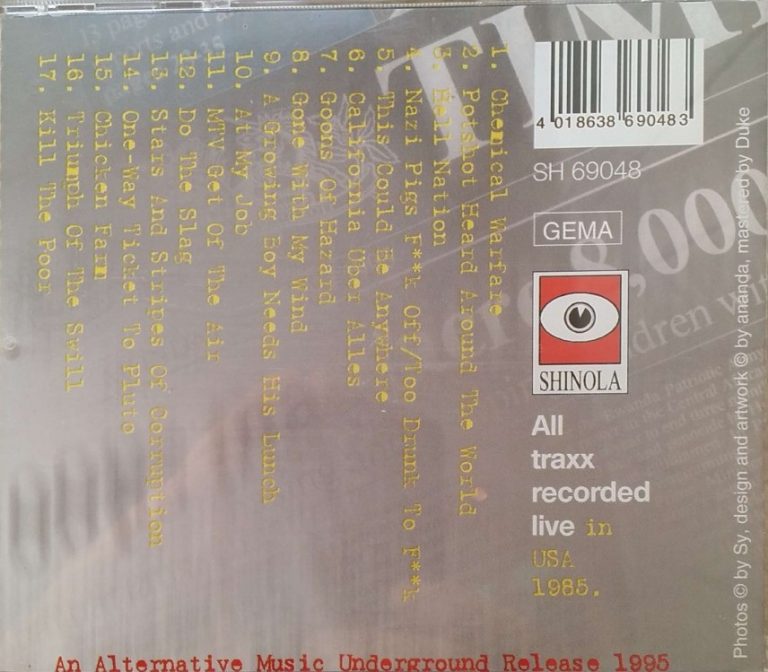 1. Chemical Warfare
2. Potshot Heard Around The World
3. Hell Nation
4. Nazi Pigs F**k Off/Too Drunk To F**k
5. This Could Be Anywhere
6. California Uber Alles
7. Goons Of Hazard
8. Gone With My Wind
9. A Growing Boy Needs His Lunch
10. At My Job
11. MTV Get Of The Air
12. Do The Slag
13. Stars And Stripes Of Corruption
14. One-Way Ticket To Pluto
15. Chicken Farm
16. Triumph Of The Swill
17. Kill The Poor
4 018638 690483
SH 69048
GEMA
SHINOLA
All
traxx
recorded
live in
USA
1985.
Photos © by Sy, design and artwork © by ananda, mastered by Duke
8,000
An Alternative Music Underground Release 1995